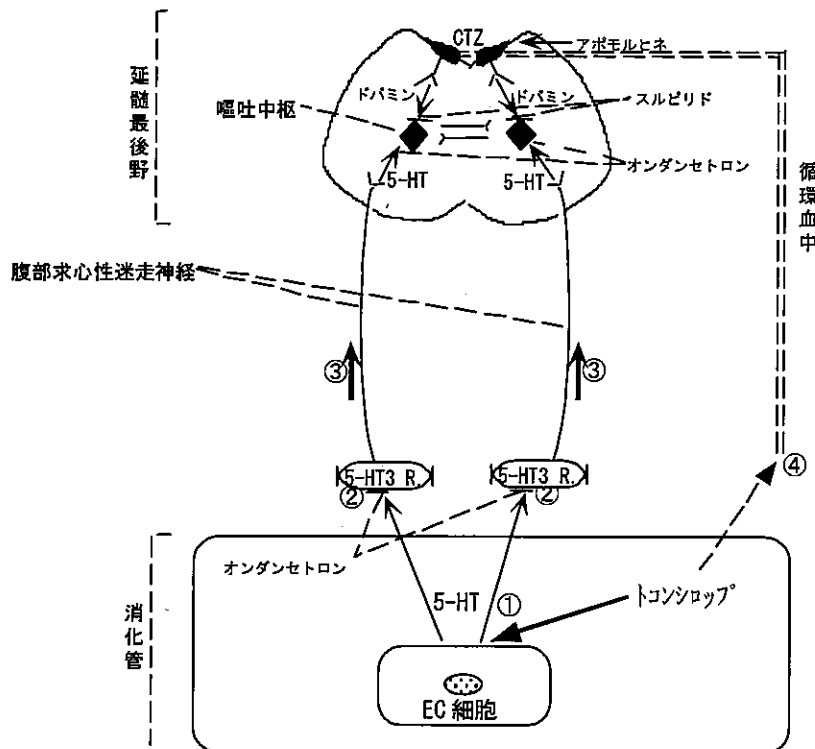 CTZ
アポモルヒネ
延髄最後野
ドパミン
ドパミン
スルピリド
嘔吐中枢
オンダンセトロン
5-HT
5-HT
循環血中
腹部求心性迷走神経
③
③
④
5-HT3 R.
5-HT3 R.
②
②
オンダンセトロン
5-HT
①
トコンシロップ
消化管
EC 細胞